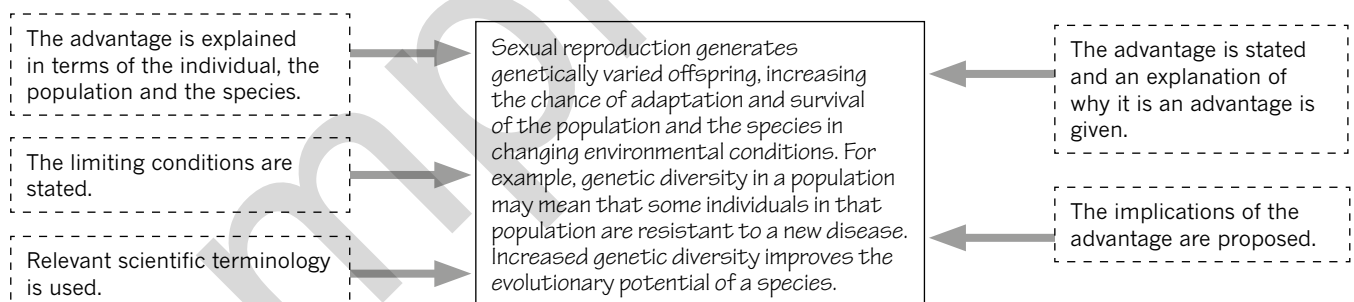 The advantage is explained
in terms of the individual, the
population and the species.
The limiting conditions are
stated.
Relevant scientific terminology
is used.
Sexual reproduction generates
genetically varied offspring, increasing
the chance of adaptation and survival
of the population and the species in
changing environmental conditions. For
example, genetic diversity in a population
may mean that some individuals in that
population are resistant to a new disease.
Increased genetic diversity improves the
evolutionary potential of a species.
The advantage is stated
and an explanation of
why it is an advantage is
given.
The implications of the
advantage are proposed.